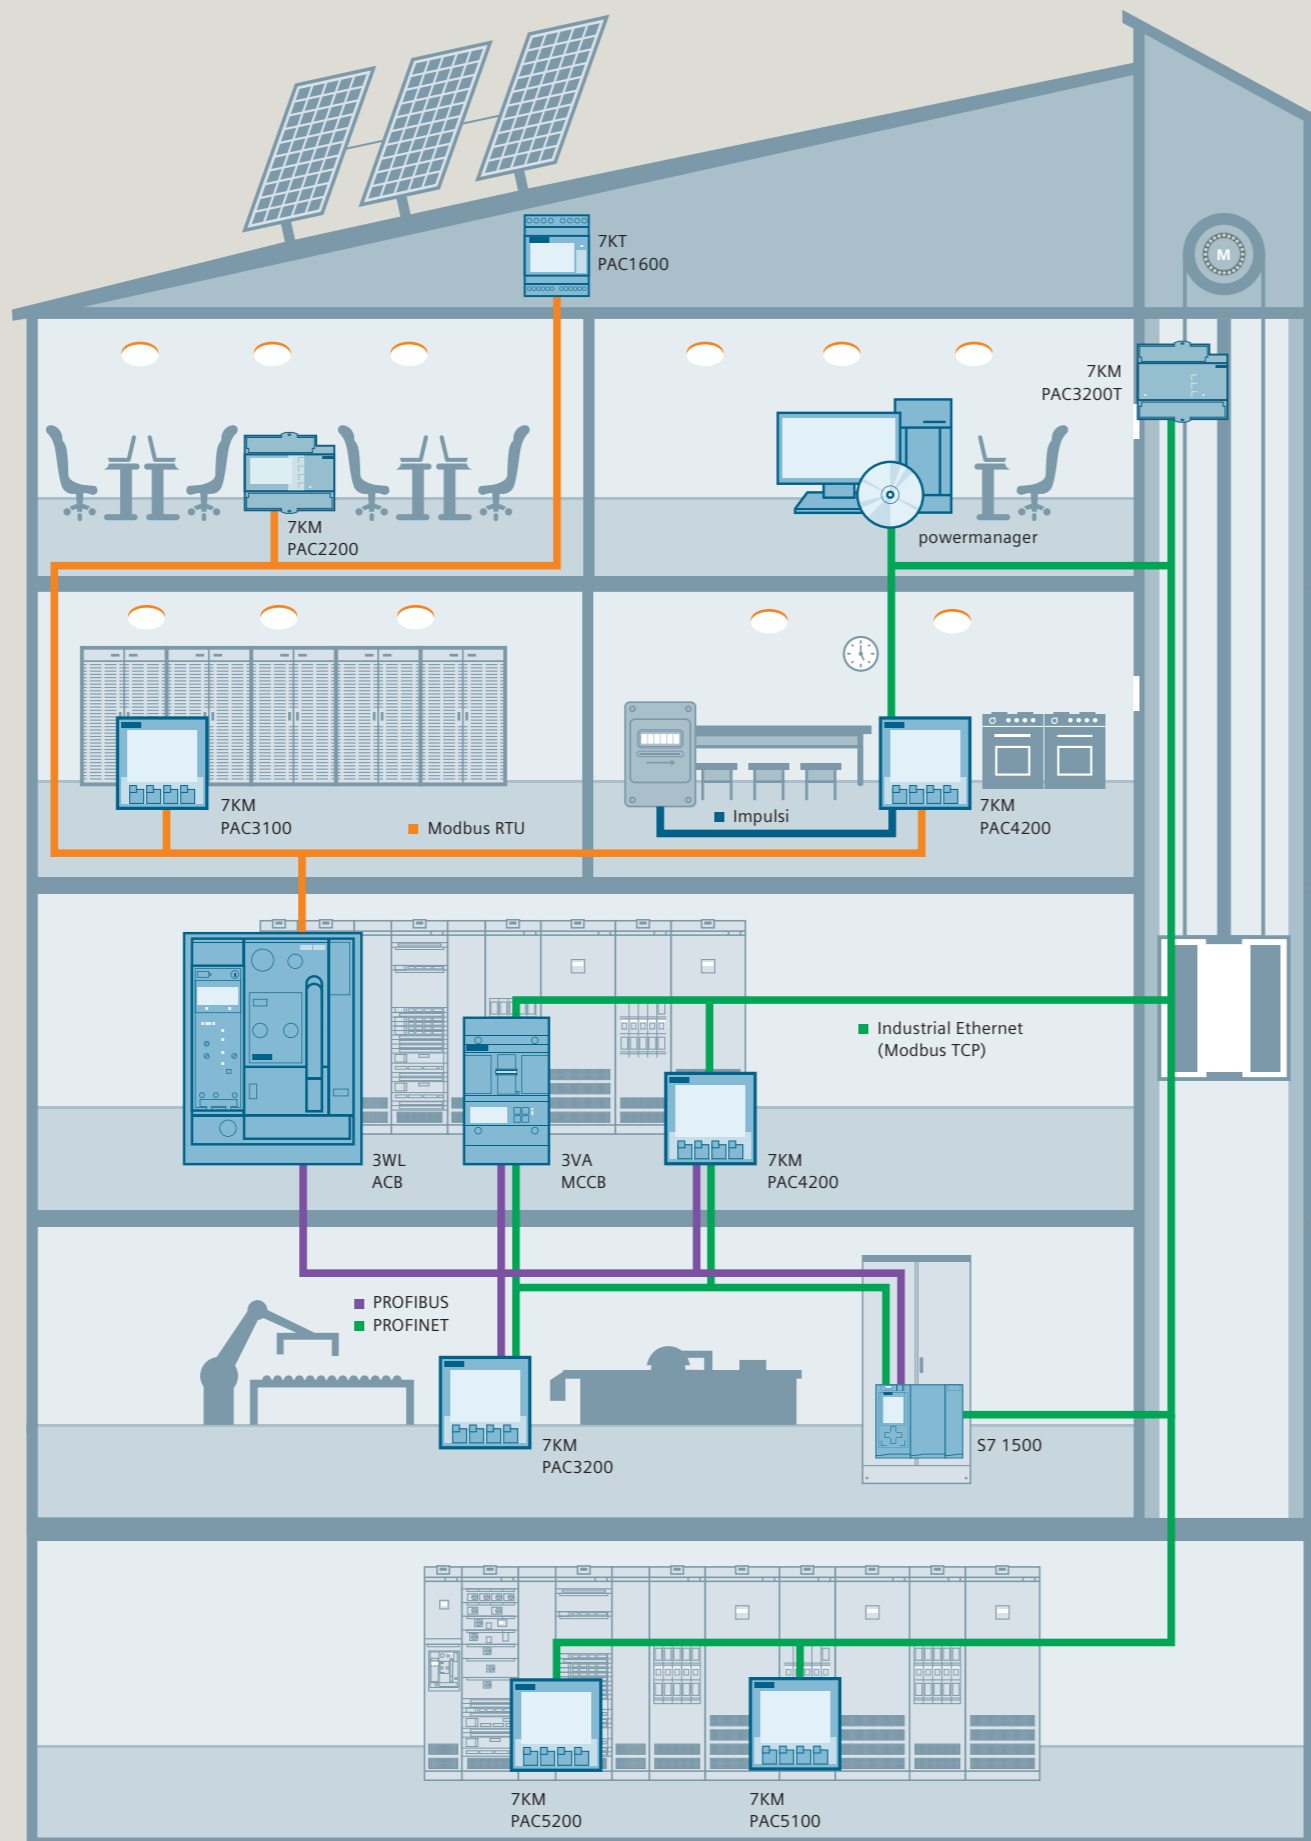 7KT
PAC1600
M
7KM
PAC3200T
7KM
PAC2200
powermanager
7KM
PAC3100
Modbus RTU
Impulsi
7KM
PAC4200
Industrial Ethernet
(Modbus TCP)
3WL
ACB
3VA
MCCB
7KM
PAC4200
PROFIBUS
PROFINET
7KM
PAC3200
S7 1500
7KM
PAC5200
7KM
PAC5100